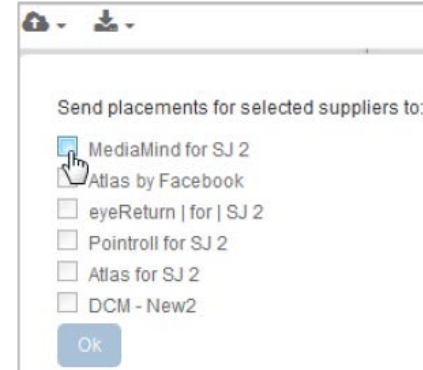 Send placements for selected suppliers to:
MediaMind for SJ 2
Atlas by Facebook
eyeReturn | for | SJ 2
Pointroll for SJ 2
Atlas for SJ 2
DCM - New2
Ok